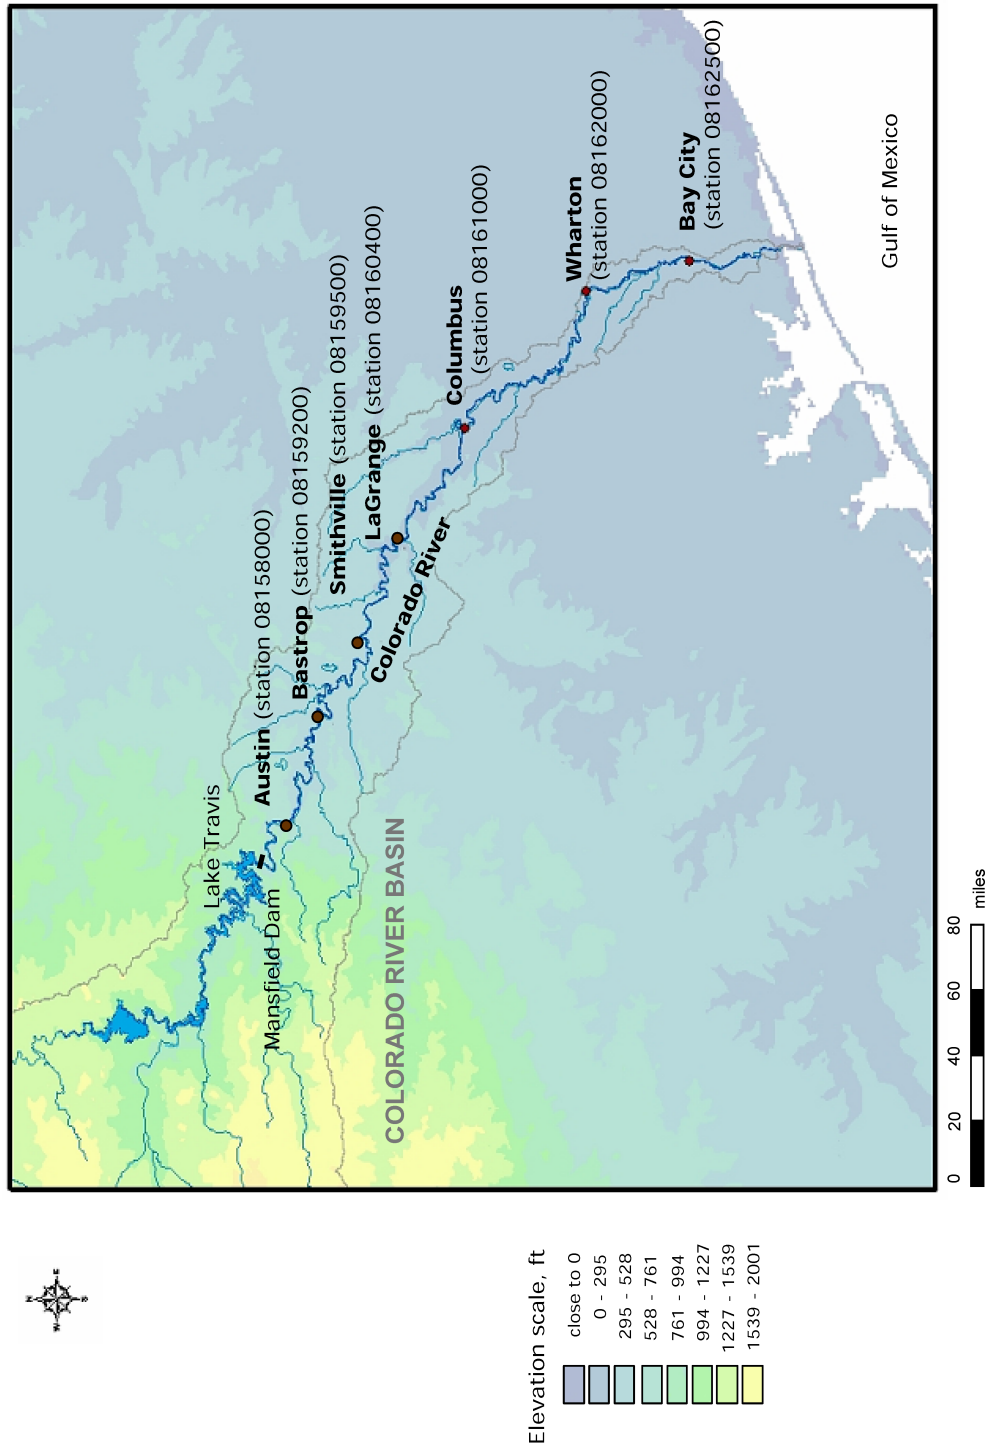 Lake Travis
Mansfield Dam
Austin (station 08158000)
Bastrop (station 08159200)
Smithville (station 08159500)
LaGrange (station 08160400)
Columbus
(station 08161000)
Wharton
(station 08162000)
Bay City
(station 08162500)
Colorado River
COLORADO RIVER BASIN
Gulf of Mexico
0 20 40 60 80
miles
N
W E
S
Elevation scale, ft
close to 0
0 - 295
295 - 528
528 - 761
761 - 994
994 - 1227
1227 - 1539
1539 - 2001